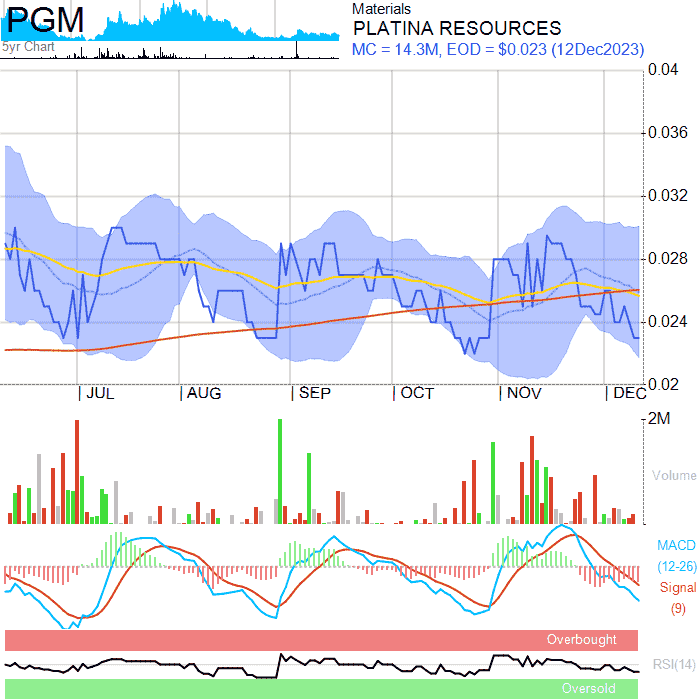 PGM
5yr Chart
Materials
PLATINA RESOURCES
MC = 14.3M, EOD = $0.023 (12Dec2023)
0.04
0.036
0.032
0.028
0.024
0.02
JUL AUG SEP OCT NOV DEC
2M
Volume
MACD
(12-26)
Signal
(9)
Overbought
RSI(14)
Oversold